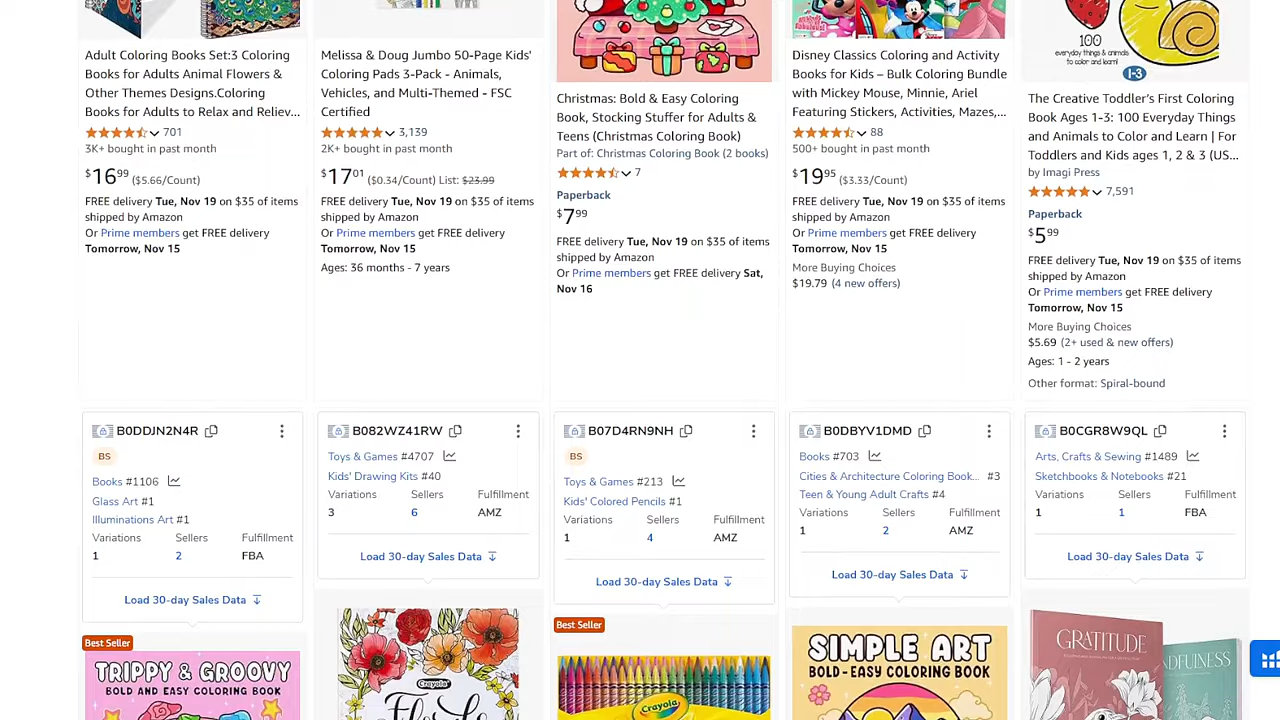 100
everyday things & animals
to color and learn!
1-3
Adult Coloring Books Set:3 Coloring
Books for Adults Animal Flowers &
Other Themes Designs.Coloring
Books for Adults to Relax and Reliev...
701
3K+ bought in past month
$16⁹⁹ ($5.66/Count)
FREE delivery Tue, Nov 19 on $35 of items
shipped by Amazon
Or Prime members get FREE delivery
Tomorrow, Nov 15
Melissa & Doug Jumbo 50-Page Kids'
Coloring Pads 3-Pack - Animals,
Vehicles, and Multi-Themed - FSC
Certified
3,139
2K+ bought in past month
$17⁰¹ ($0.34/Count) List: $23.99
FREE delivery Tue, Nov 19 on $35 of items
shipped by Amazon
Or Prime members get FREE delivery
Tomorrow, Nov 15
Ages: 36 months - 7 years
Christmas: Bold & Easy Coloring
Book, Stocking Stuffer for Adults &
Teens (Christmas Coloring Book)
Part of: Christmas Coloring Book (2 books)
7
Paperback
$7⁹⁹
FREE delivery Tue, Nov 19 on $35 of items
shipped by Amazon
Or Prime members get FREE delivery Sat,
Nov 16
Disney Classics Coloring and Activity
Books for Kids – Bulk Coloring Bundle
with Mickey Mouse, Minnie, Ariel
Featuring Stickers, Activities, Mazes,...
88
500+ bought in past month
$19⁹⁵ ($3.33/Count)
FREE delivery Tue, Nov 19 on $35 of items
shipped by Amazon
Or Prime members get FREE delivery
Tomorrow, Nov 15
More Buying Choices
$19.79 (4 new offers)
The Creative Toddler's First Coloring
Book Ages 1-3: 100 Everyday Things
and Animals to Color and Learn | For
Toddlers and Kids ages 1, 2 & 3 (US...
by Imagi Press
7,591
Paperback
$5⁹⁹
FREE delivery Tue, Nov 19 on $35 of items
shipped by Amazon
Or Prime members get FREE delivery
Tomorrow, Nov 15
More Buying Choices
$5.69 (2+ used & new offers)
Ages: 1 - 2 years
Other format: Spiral-bound
B0DDJN2N4R
BS
Books #1106
Glass Art #1
Illuminations Art #1
Variations Sellers Fulfillment
1 2 FBA
Load 30-day Sales Data
B082WZ41RW
Toys & Games #4707
Kids' Drawing Kits #40
Variations Sellers Fulfillment
3 6 AMZ
Load 30-day Sales Data
B07D4RN9NH
BS
Toys & Games #213
Kids' Colored Pencils #1
Variations Sellers Fulfillment
1 4 AMZ
Load 30-day Sales Data
B0DBYV1DMD
Books #703
Cities & Architecture Coloring Book... #3
Teen & Young Adult Crafts #4
Variations Sellers Fulfillment
1 2 AMZ
Load 30-day Sales Data
B0CGR8W9QL
Arts, Crafts & Sewing #1489
Sketchbooks & Notebooks #21
Variations Sellers Fulfillment
1 1 FBA
Load 30-day Sales Data
Best Seller
TRIPPY & GROOVY
BOLD AND EASY COLORING BOOK
Crayola
Best Seller
Crayola
SIMPLE ART
BOLD-EASY COLORING BOOK
GRATITUDE